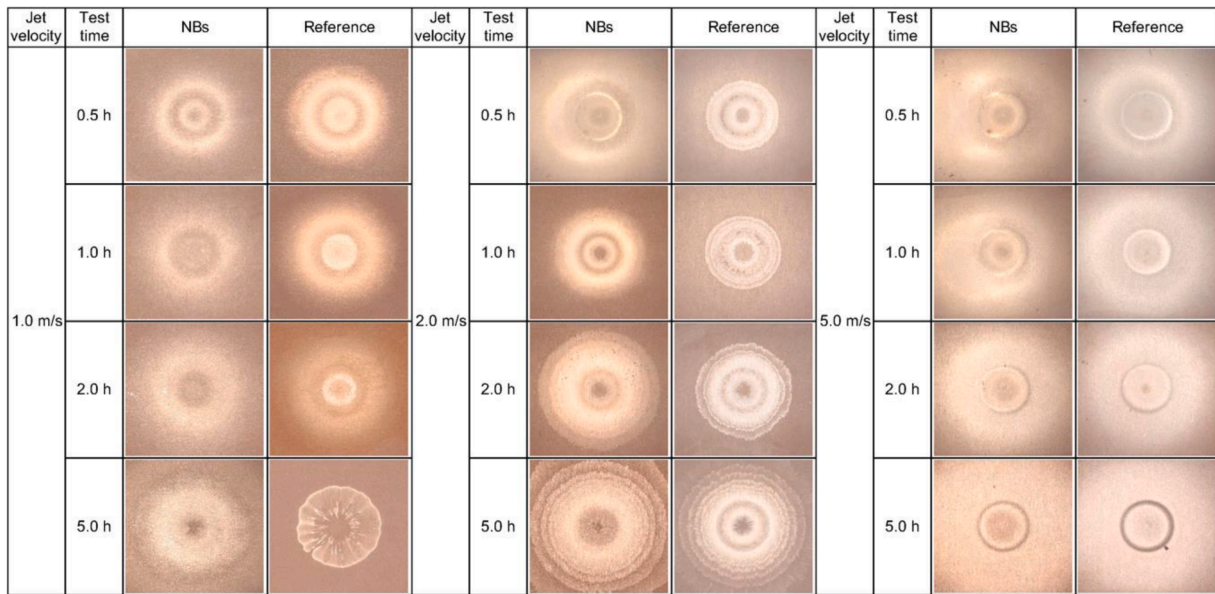 Jet velocity Test time NBs Reference Jet velocity Test time NBs Reference Jet velocity Test time NBs Reference
0.5 h 0.5 h 0.5 h
1.0 h 1.0 h 1.0 h
1.0 m/s 2.0 m/s 5.0 m/s
2.0 h 2.0 h 2.0 h
5.0 h 5.0 h 5.0 h